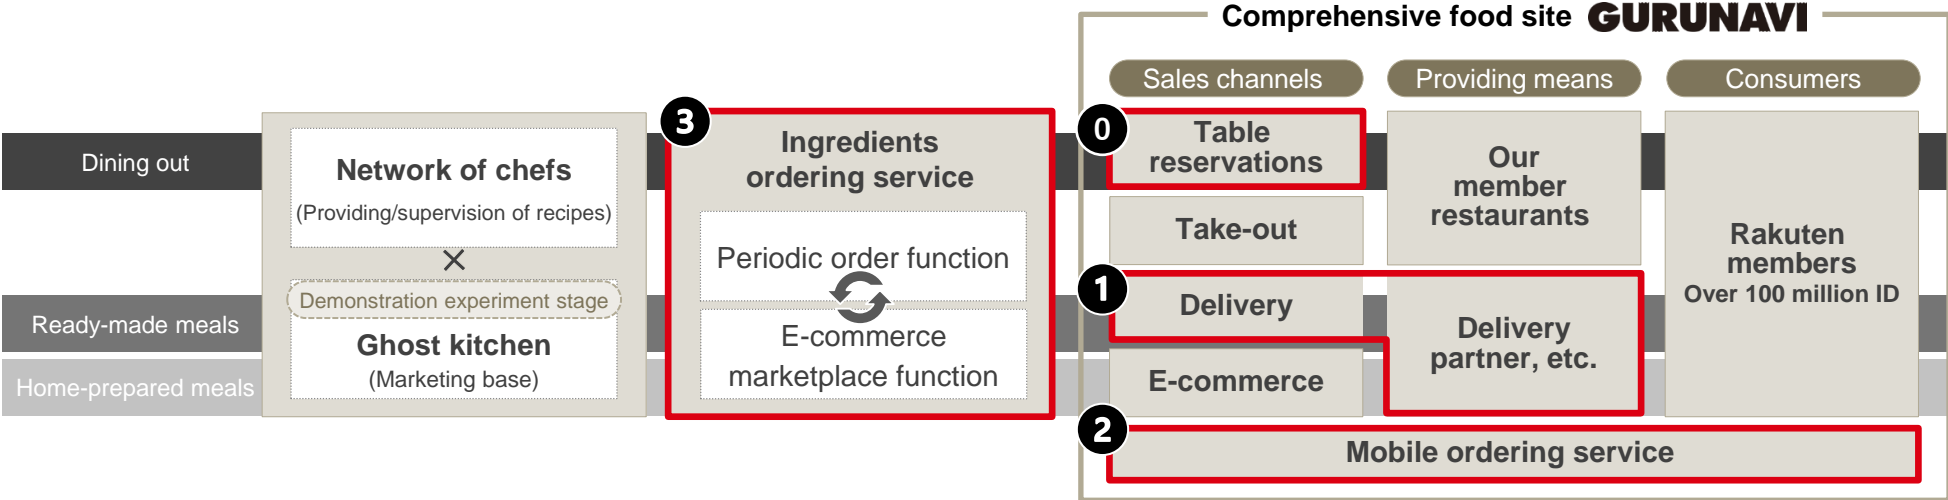 Comprehensive food site GURUNAVI
Sales channels
Providing means
Consumers
Dining out
Ready-made meals
Home-prepared meals
Network of chefs
(Providing/supervision of recipes)
×
Demonstration experiment stage
Ghost kitchen
(Marketing base)
3
Ingredients
ordering service
Periodic order function
E-commerce
marketplace function
0
Table
reservations
Take-out
1
Delivery
E-commerce
Our
member
restaurants
Delivery
partner, etc.
Rakuten
members
Over 100 million ID
2
Mobile ordering service